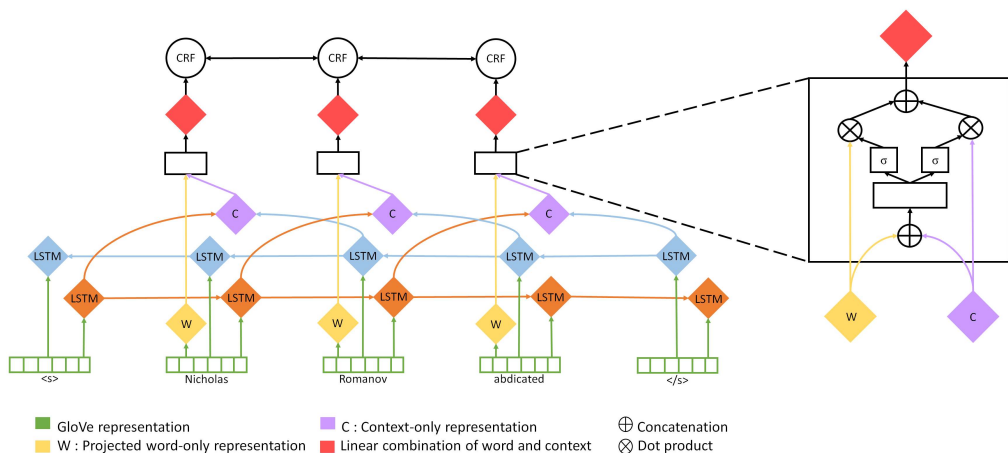 CRF CRF CRF
σ σ
C C C
LSTM LSTM LSTM LSTM LSTM
LSTM LSTM LSTM LSTM LSTM
W W W W C
<s> Nicholas Romanov abdicated </s>
GloVe representation C : Context-only representation Concatenation
W : Projected word-only representation Linear combination of word and context Dot product